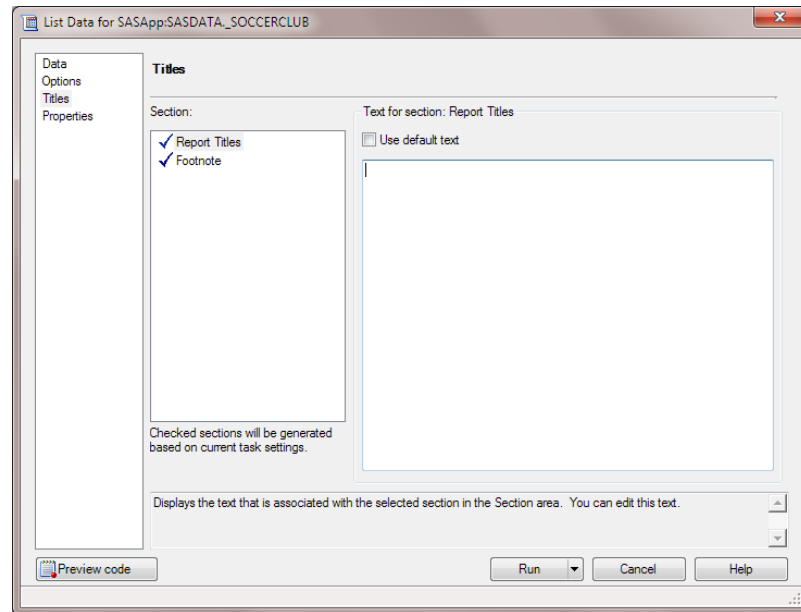 List Data for SASApp:SASDATA._SOCCERCLUB
Data
Options
Titles
Properties
Titles
Section:
Report Titles
Footnote
Checked sections will be generated
based on current task settings.
Text for section: Report Titles
Use default text
Displays the text that is associated with the selected section in the Section area. You can edit this text.
Preview code
Run
Cancel
Help